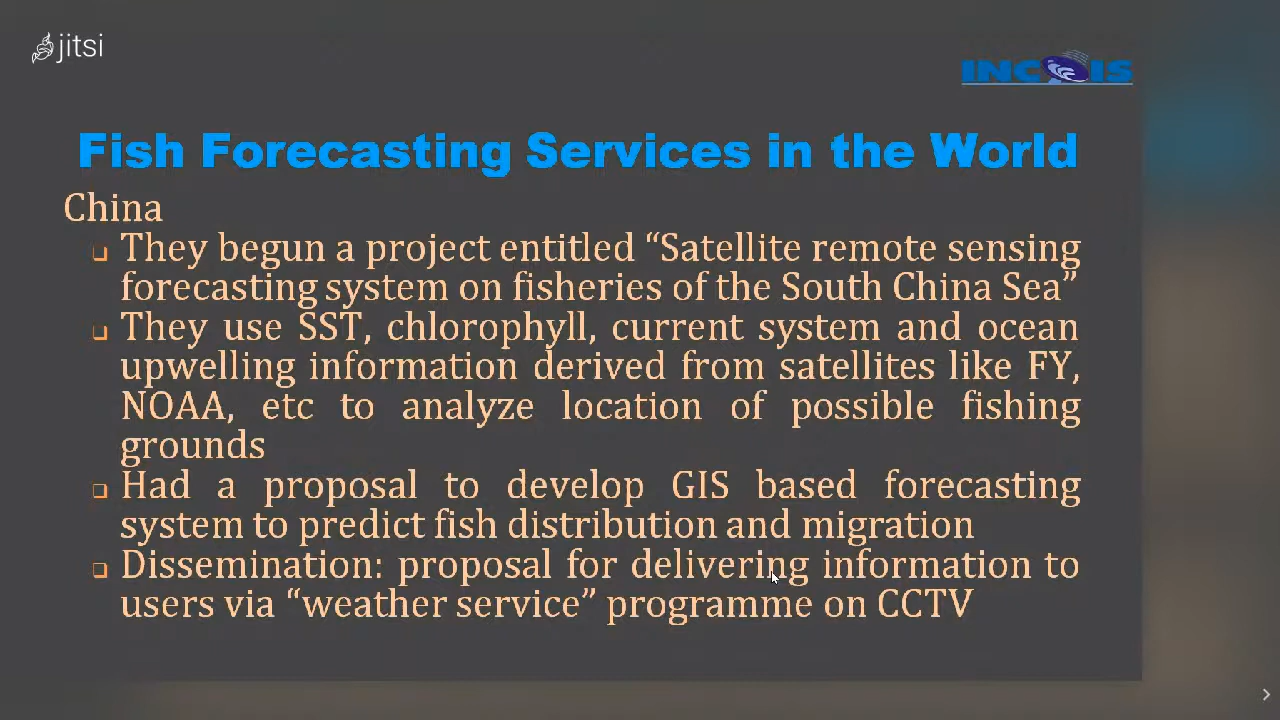 jitsi
INCOIS
Fish Forecasting Services in the World
China
They begun a project entitled “Satellite remote sensing
forecasting system on fisheries of the South China Sea”
They use SST, chlorophyll, current system and ocean
upwelling information derived from satellites like FY,
NOAA, etc to analyze location of possible fishing
grounds
Had a proposal to develop GIS based forecasting
system to predict fish distribution and migration
Dissemination: proposal for delivering information to
users via “weather service” programme on CCTV